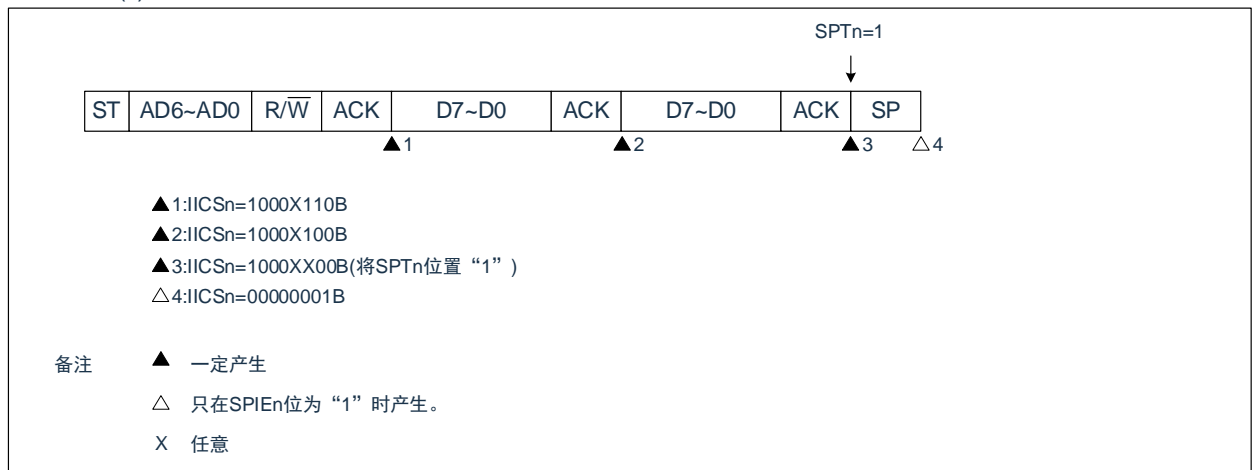 SPTn=1
ST AD6~AD0 R/W ACK D7~D0 ACK D7~D0 ACK SP
▲1 ▲2 ▲3 △4
▲1:IICSn=1000X110B
▲2:IICSn=1000X100B
▲3:IICSn=1000XX00B(将SPTn位置“1”)
△4:IICSn=00000001B
备注 ▲ 一定产生
△ 只在SPIEn位为“1”时产生。
X 任意